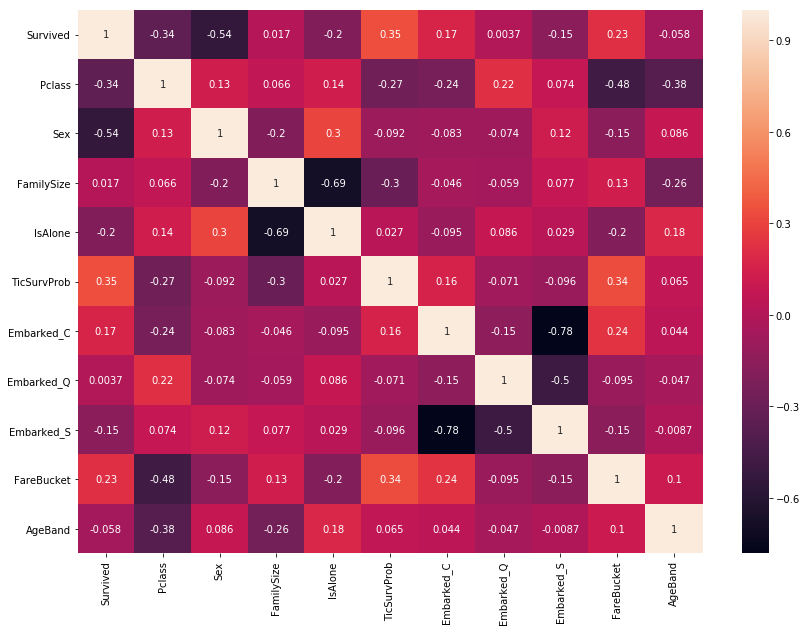 Survived 1 -0.34 -0.54 0.017 -0.2 0.35 0.17 0.0037 -0.15 0.23 -0.058
Pclass -0.34 1 0.13 0.066 0.14 -0.27 -0.24 0.22 0.074 -0.48 -0.38
Sex -0.54 0.13 1 -0.2 0.3 -0.092 -0.083 -0.074 0.12 -0.15 0.086
FamilySize 0.017 0.066 -0.2 1 -0.69 -0.3 -0.046 -0.059 0.077 0.13 -0.26
IsAlone -0.2 0.14 0.3 -0.69 1 0.027 -0.095 0.086 0.029 -0.2 0.18
TicSurvProb 0.35 -0.27 -0.092 -0.3 0.027 1 0.16 -0.071 -0.096 0.34 0.065
Embarked_C 0.17 -0.24 -0.083 -0.046 -0.095 0.16 1 -0.15 -0.78 0.24 0.044
Embarked_Q 0.0037 0.22 -0.074 -0.059 0.086 -0.071 -0.15 1 -0.5 -0.095 -0.047
Embarked_S -0.15 0.074 0.12 0.077 0.029 -0.096 -0.78 -0.5 1 -0.15 -0.0087
FareBucket 0.23 -0.48 -0.15 0.13 -0.2 0.34 0.24 -0.095 -0.15 1 0.1
AgeBand -0.058 -0.38 0.086 -0.26 0.18 0.065 0.044 -0.047 -0.0087 0.1 1
Survived Pclass Sex FamilySize IsAlone TicSurvProb Embarked_C Embarked_Q Embarked_S FareBucket AgeBand
0.9
0.6
0.3
0.0
−0.3
−0.6